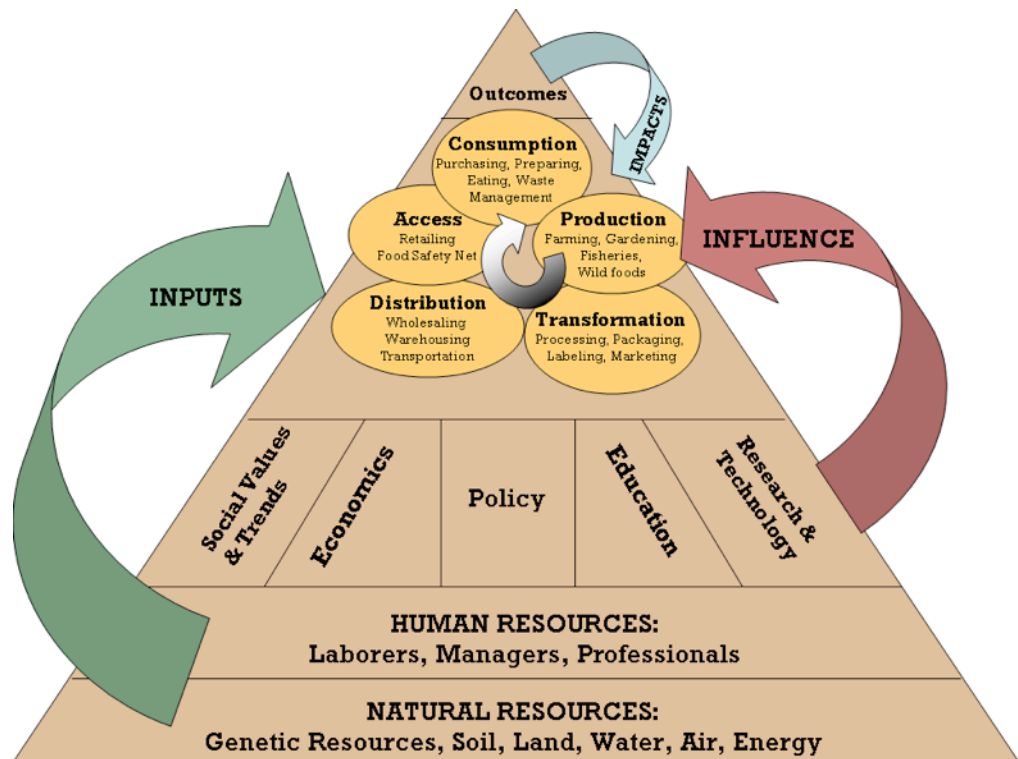 Outcomes
IMPACTS
Consumption
Purchasing, Preparing,
Eating, Waste
Management
Access
Retailing
Food Safety Net
Production
Farming, Gardening,
Fisheries,
Wild foods
INFLUENCE
INPUTS
Distribution
Wholesaling
Warehousing
Transportation
Transformation
Processing, Packaging,
Labeling, Marketing
Social Values
& Trends
Economics
Policy
Education
Research &
Technology
HUMAN RESOURCES:
Laborers, Managers, Professionals
NATURAL RESOURCES:
Genetic Resources, Soil, Land, Water, Air, Energy